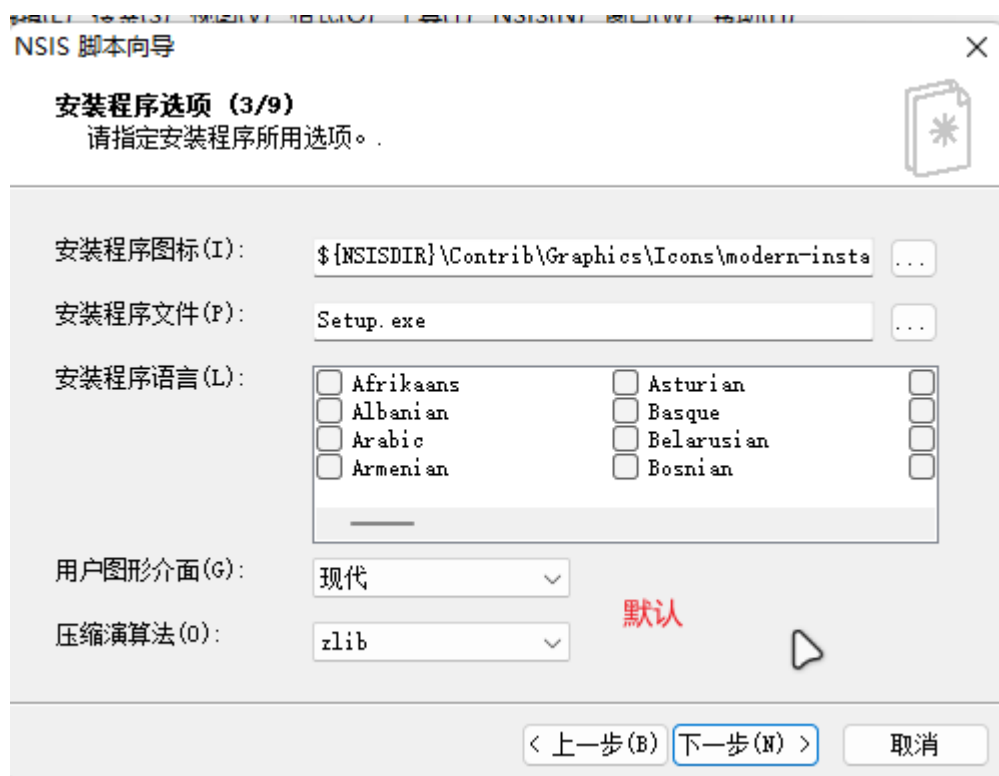 NSIS 脚本向导
安装程序选项 (3/9)
请指定安装程序所用选项。.
安装程序图标(I):
${NSISDIR}\Contrib\Graphics\Icons\modern-insta
...
安装程序文件(P):
Setup.exe
...
安装程序语言(L):
Afrikaans Asturian
Albanian Basque
Arabic Belarusian
Armenian Bosnian
用户图形介面(G):
现代
默认
压缩演算法(O):
zlib
< 上一步(B) 下一步(N) > 取消